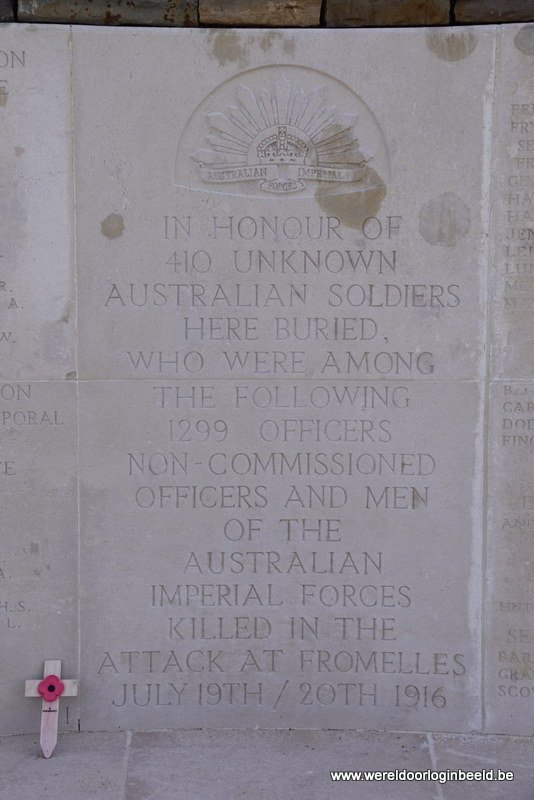 AUSTRALIAN IMPERIAL
FORCES
IN HONOUR OF
410 UNKNOWN
AUSTRALIAN SOLDIERS
HERE BURIED,
WHO WERE AMONG
THE FOLLOWING
1299 OFFICERS
NON-COMMISSIONED
OFFICERS AND MEN
OF THE
AUSTRALIAN
IMPERIAL FORCES
KILLED IN THE
ATTACK AT FROMELLES
JULY 19TH / 20TH 1916
www.wereldoorloginbeeld.be